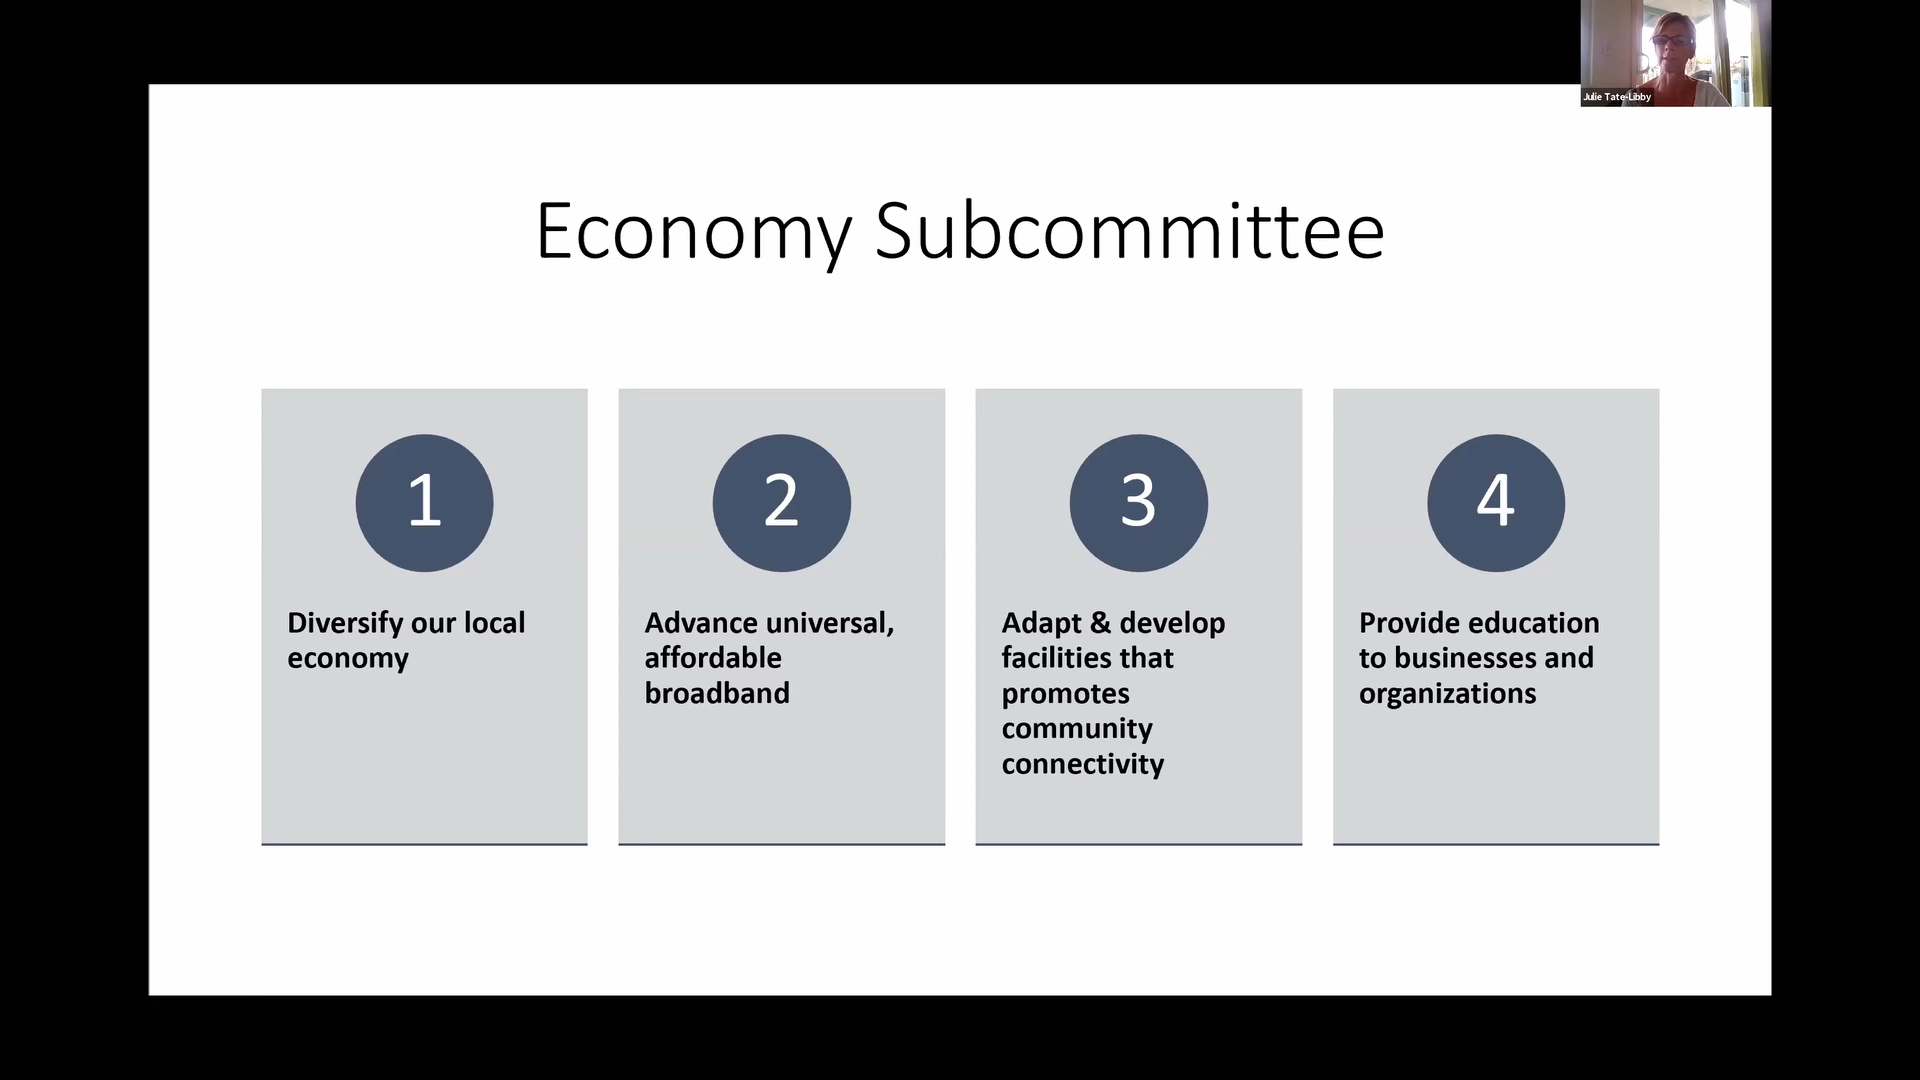 Julie Tate-Libby
Economy Subcommittee
1
Diversify our local
economy
2
Advance universal,
affordable
broadband
3
Adapt & develop
facilities that
promotes
community
connectivity
4
Provide education
to businesses and
organizations